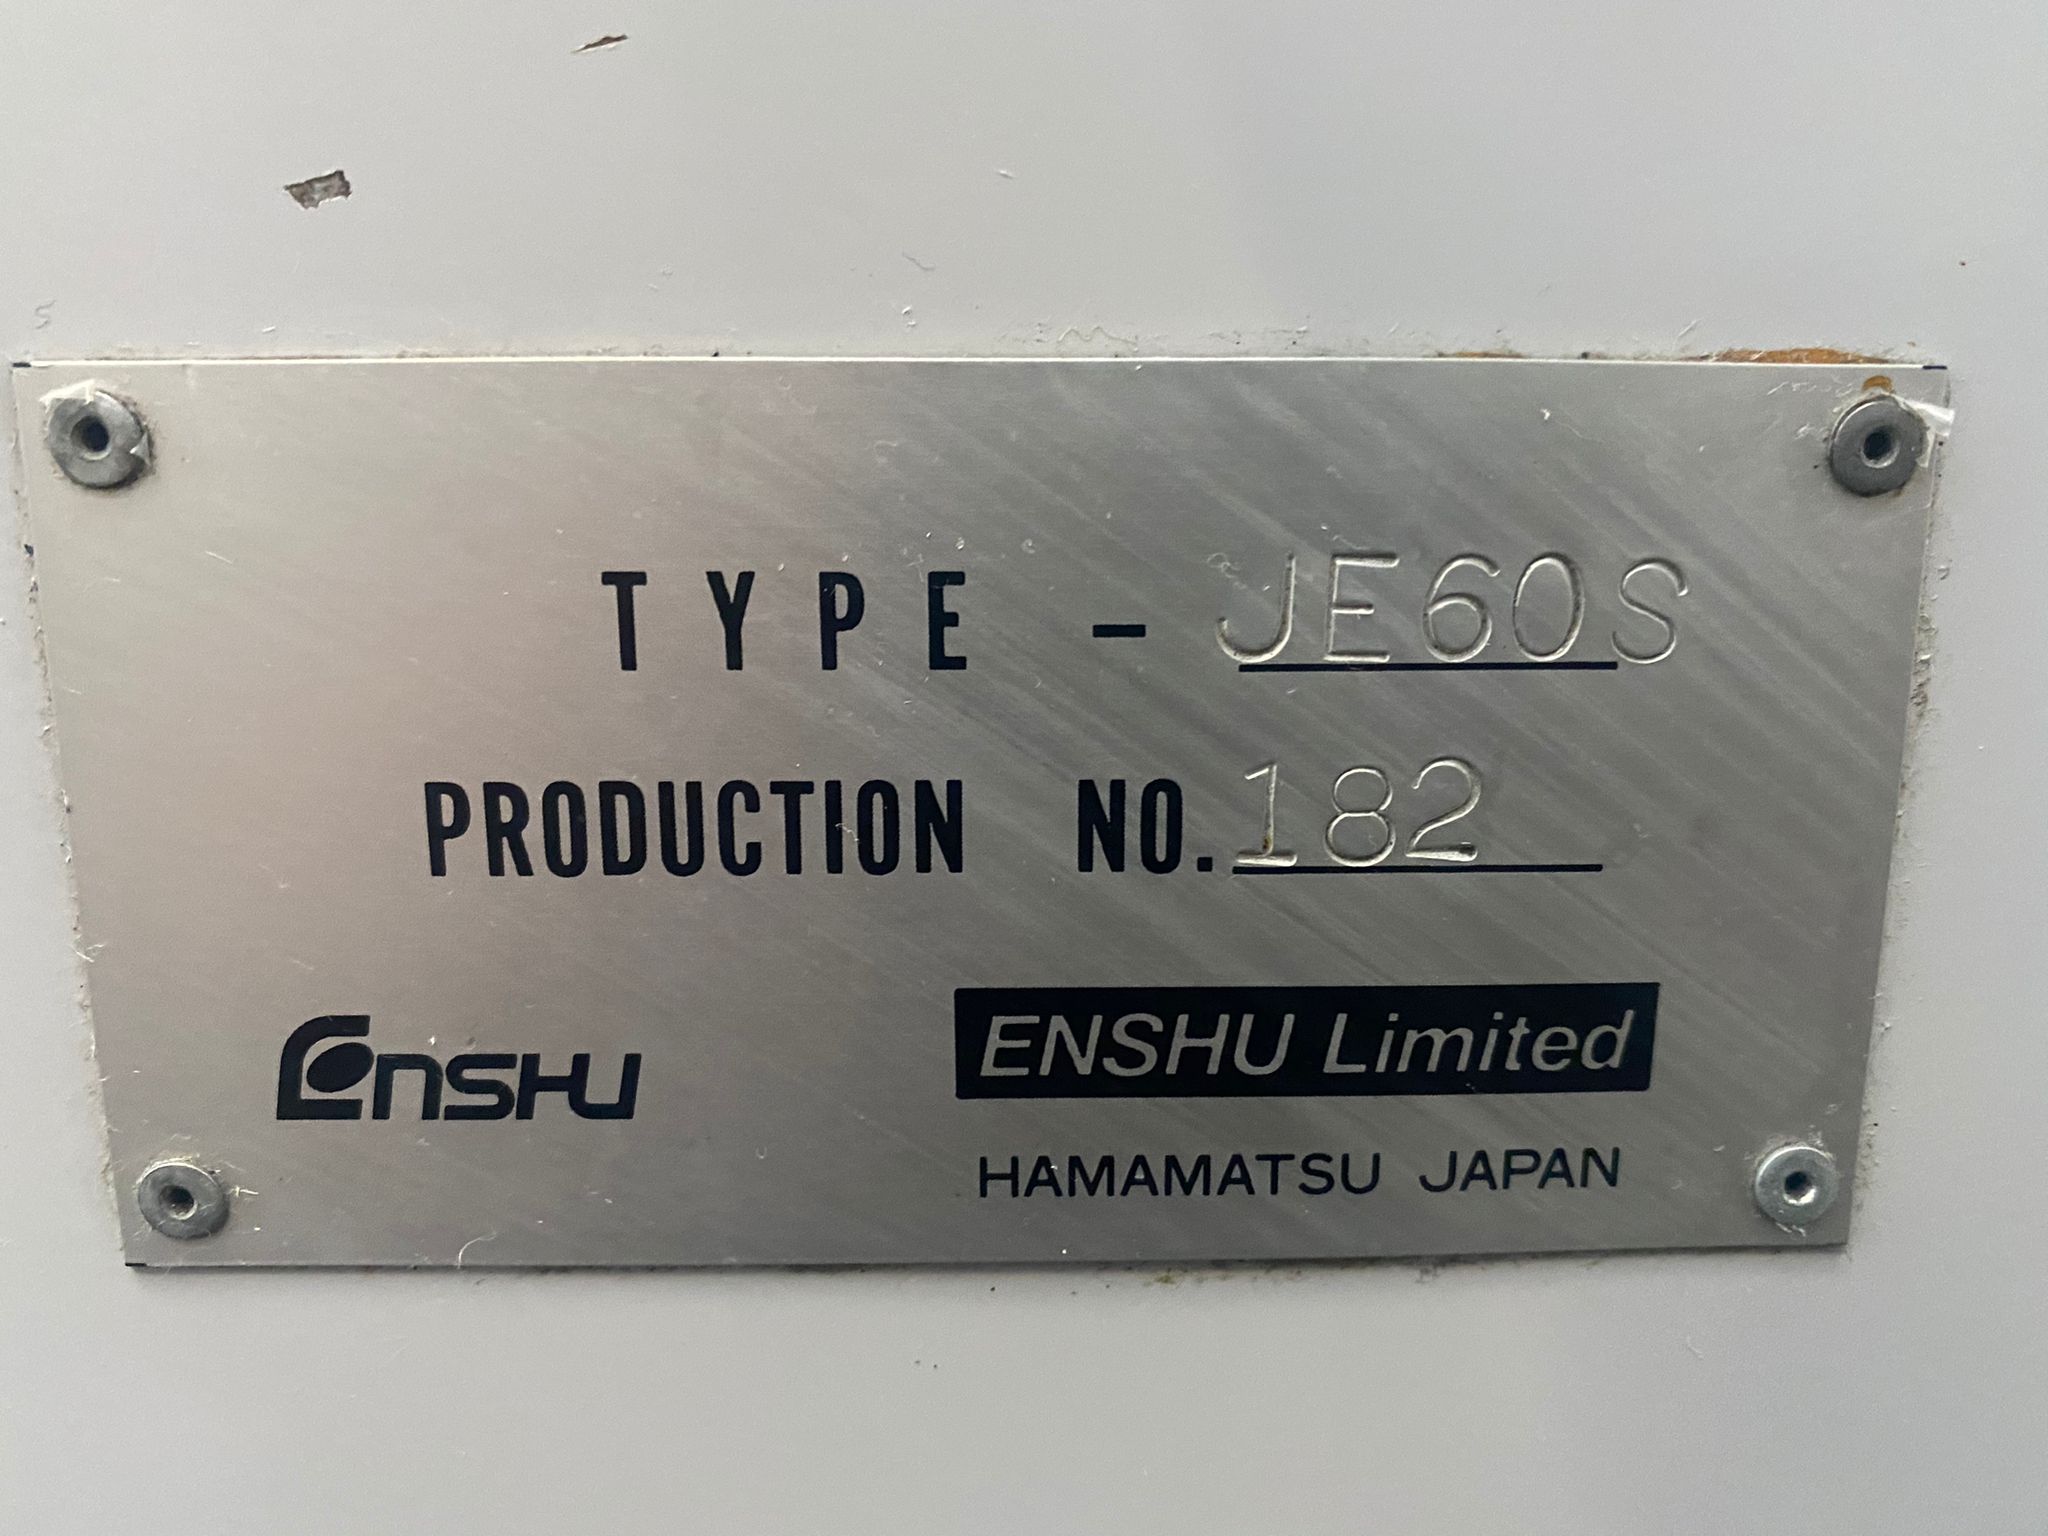 TYPE - JE60S
PRODUCTION NO. 182
ENSHU ENSHU Limited
HAMAMATSU JAPAN